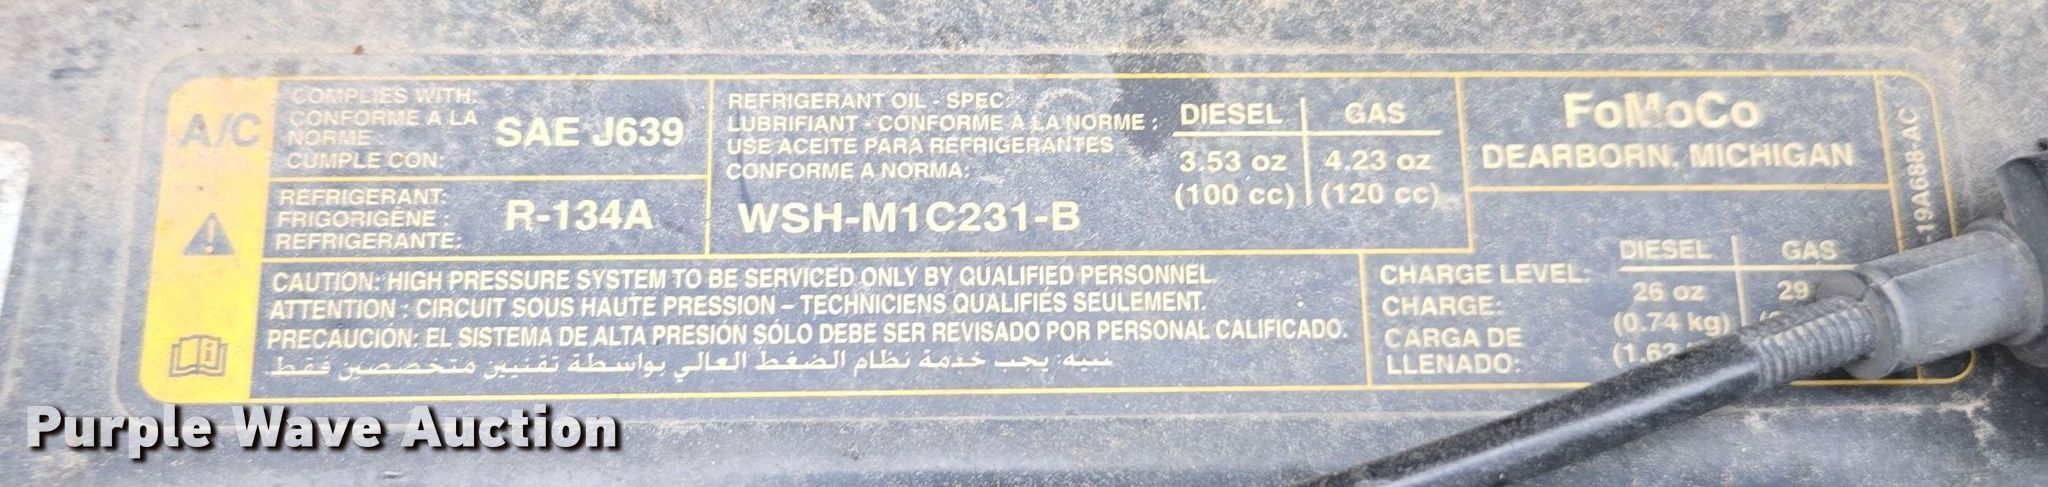 A/C
COMPLIES WITH:
CONFORME A LA
NORME :
CUMPLE CON:
SAE J639
REFRIGERANT:
FRIGORIGÈNE :
REFRIGERANTE:
R-134A
REFRIGERANT OIL - SPEC:
LUBRIFIANT - CONFORME À LA NORME :
USE ACEITE PARA REFRIGERANTES
CONFORME A NORMA:
WSH-M1C231-B
DIESEL GAS
3.53 oz 4.23 oz
(100 cc) (120 cc)
FoMoCo
DEARBORN, MICHIGAN
-19A688-AC
CAUTION: HIGH PRESSURE SYSTEM TO BE SERVICED ONLY BY QUALIFIED PERSONNEL.
ATTENTION : CIRCUIT SOUS HAUTE PRESSION – TECHNICIENS QUALIFIÉS SEULEMENT.
PRECAUCIÓN: EL SISTEMA DE ALTA PRESIÓN SÓLO DEBE SER REVISADO POR PERSONAL CALIFICADO.
تنبيه: يجب خدمة نظام الضغط العالي بواسطة تقنيين متخصصين فقط
CHARGE LEVEL:
CHARGE:
CARGA DE
LLENADO:
DIESEL GAS
26 oz 29
(0.74 kg)
Purple Wave Auction